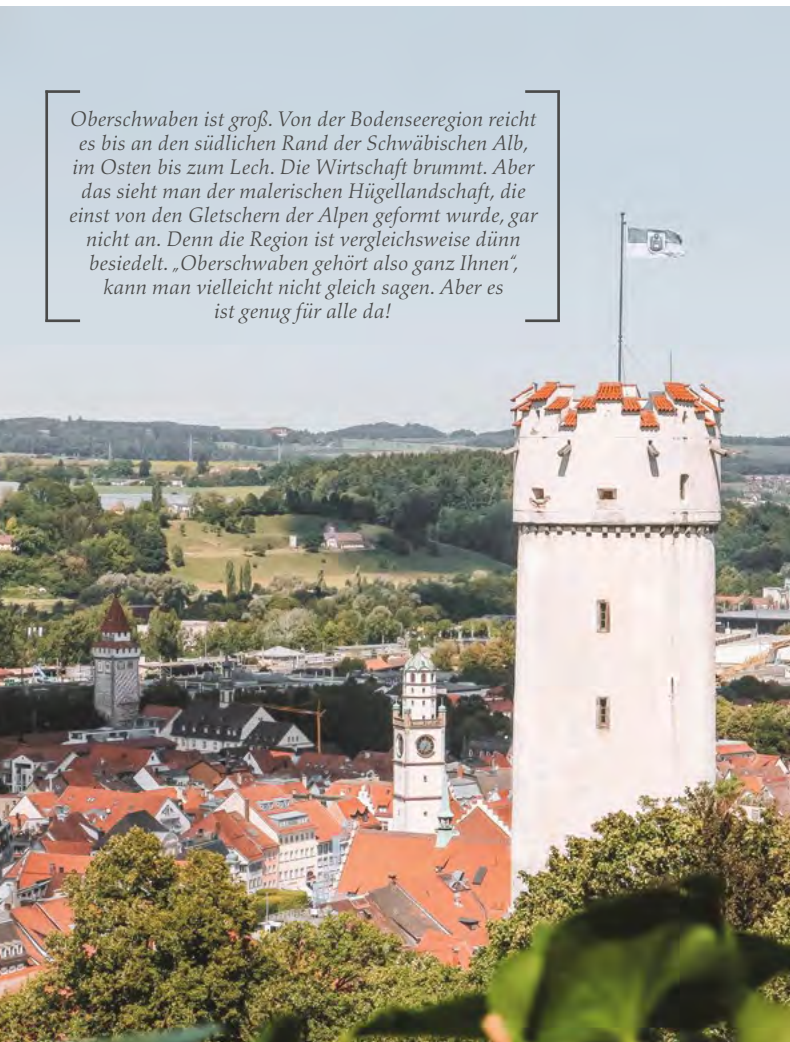 Oberschwaben ist groß. Von der Bodenseeregion reicht
es bis an den südlichen Rand der Schwäbischen Alb,
im Osten bis zum Lech. Die Wirtschaft brummt. Aber
das sieht man der malerischen Hügellandschaft, die
einst von den Gletschern der Alpen geformt wurde, gar
nicht an. Denn die Region ist vergleichsweise dünn
besiedelt. „Oberschwaben gehört also ganz Ihnen“,
kann man vielleicht nicht gleich sagen. Aber es
ist genug für alle da!